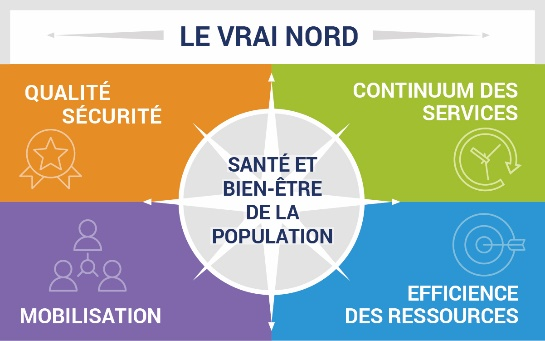 LE VRAI NORD
QUALITÉ
SÉCURITÉ
CONTINUUM DES
SERVICES
SANTÉ ET
BIEN-ÊTRE
DE LA
POPULATION
MOBILISATION
EFFICIENCE
DES RESSOURCES